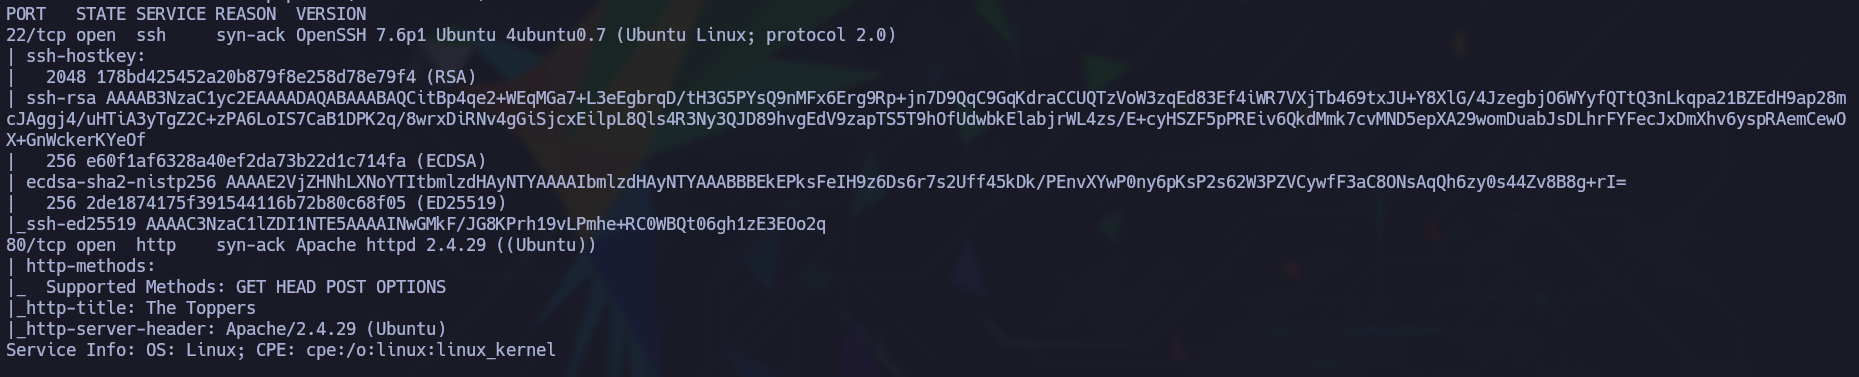 PORT   STATE SERVICE REASON  VERSION
22/tcp open  ssh     syn-ack OpenSSH 7.6p1 Ubuntu 4ubuntu0.7 (Ubuntu Linux; protocol 2.0)
| ssh-hostkey:
|   2048 178bd425452a20b879f8e258d78e79f4 (RSA)
| ssh-rsa AAAAB3NzaC1yc2EAAAADAQABAAABAQCitBp4qe2+WEqMGa7+L3eEgbrqD/tH3G5PYsQ9nMFx6Erg9Rp+jn7D9QqC9GqKdraCCUQTzVoW3zqEd83Ef4iWR7VXjTb469txJU+Y8XlG/4JzegbjO6WYyfQTtQ3nLkqpa21BZEdH9ap28m
cJAggj4/uHTiA3yTgZ2C+zPA6LoIS7CaB1DPK2q/8wrxDiRNv4gGiSjcxEilpL8Qls4R3Ny3QJD89hvgEdV9zapTS5T9hOfUdwbkElabjrWL4zs/E+cyHSZF5pPREiv6QkdMmk7cvMND5epXA29womDuabJsDLhrFYFecJxDmXhv6yspRAemCewO
X+GnWckerKYeOf
|   256 e60f1af6328a40ef2da73b22d1c714fa (ECDSA)
| ecdsa-sha2-nistp256 AAAAE2VjZHNhLXNoYTItbmlzdHAyNTYAAAAIbmlzdHAyNTYAAABBBEkEPksFeIH9z6Ds6r7s2Uff45kDk/PEnvXYwP0ny6pKsP2s62W3PZVCywfF3aC8ONsAqQh6zy0s44Zv8B8g+rI=
|   256 2de1874175f391544116b72b80c68f05 (ED25519)
|_ssh-ed25519 AAAAC3NzaC1lZDI1NTE5AAAAINwGMkF/JG8KPrh19vLPmhe+RC0WBQt06gh1zE3EOo2q
80/tcp open  http    syn-ack Apache httpd 2.4.29 ((Ubuntu))
| http-methods:
|_  Supported Methods: GET HEAD POST OPTIONS
|_http-title: The Toppers
|_http-server-header: Apache/2.4.29 (Ubuntu)
Service Info: OS: Linux; CPE: cpe:/o:linux:linux_kernel